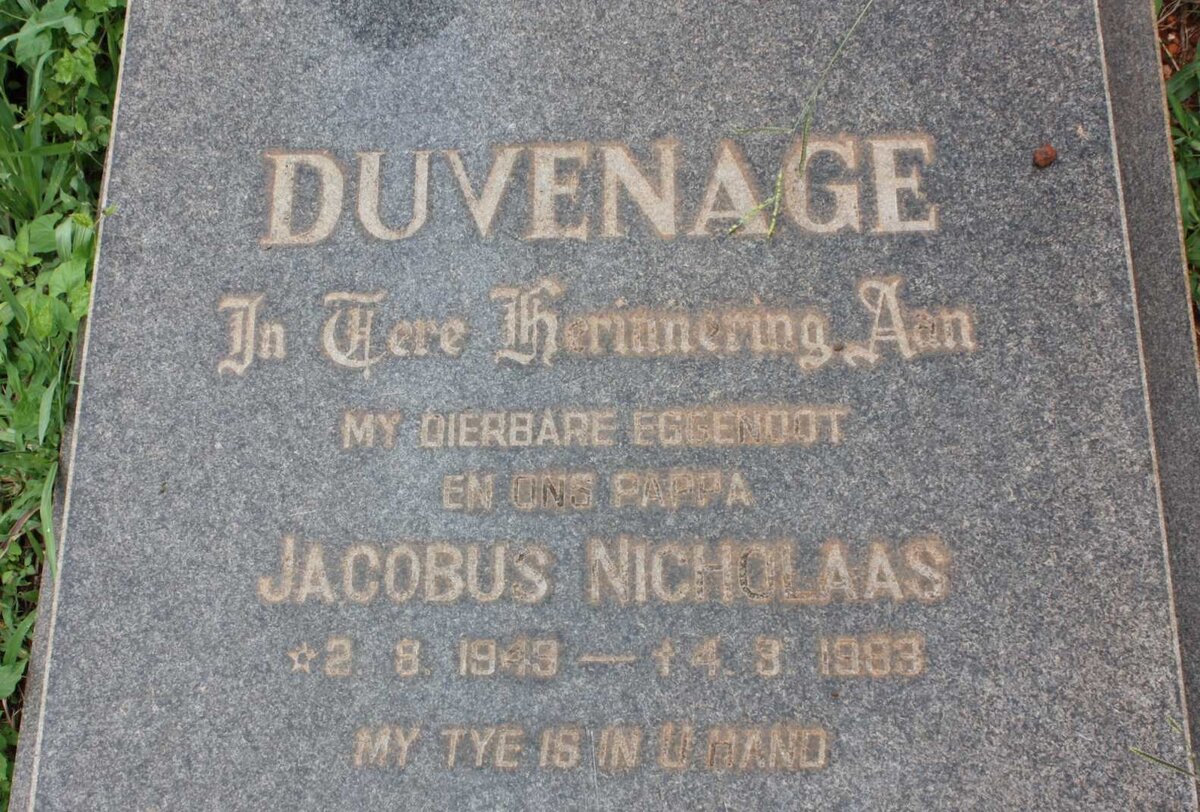 DUVENAGE
In Tere Herinnering Aan
MY DIERBARE EGGENOOT
EN ONS PAPPA
JACOBUS NICHOLAAS
☆2. 8. 1949 — †4. 3. 1983
MY TYE IS IN U HAND